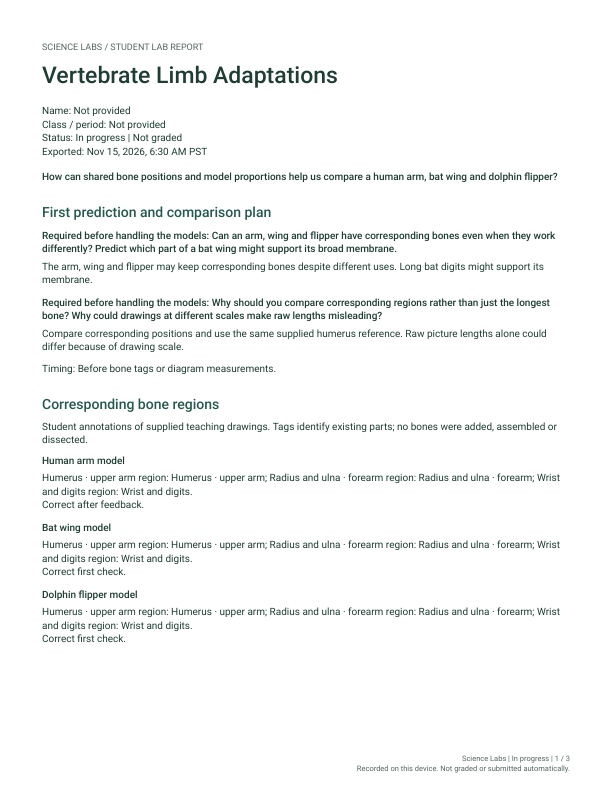 SCIENCE LABS / STUDENT LAB REPORT
Vertebrate Limb Adaptations
Name: Not provided
Class / period: Not provided
Status: In progress | Not graded
Exported: Nov 15, 2026, 6:30 AM PST
How can shared bone positions and model proportions help us compare a human arm, bat wing and dolphin flipper?
First prediction and comparison plan
Required before handling the models: Can an arm, wing and flipper have corresponding bones even when they work
differently? Predict which part of a bat wing might support its broad membrane.
The arm, wing and flipper may keep corresponding bones despite different uses. Long bat digits might support its
membrane.
Required before handling the models: Why should you compare corresponding regions rather than just the longest
bone? Why could drawings at different scales make raw lengths misleading?
Compare corresponding positions and use the same supplied humerus reference. Raw picture lengths alone could
differ because of drawing scale.
Timing: Before bone tags or diagram measurements.
Corresponding bone regions
Student annotations of supplied teaching drawings. Tags identify existing parts; no bones were added, assembled or
dissected.
Human arm model
Humerus · upper arm region: Humerus · upper arm; Radius and ulna · forearm region: Radius and ulna · forearm; Wrist
and digits region: Wrist and digits.
Correct after feedback.
Bat wing model
Humerus · upper arm region: Humerus · upper arm; Radius and ulna · forearm region: Radius and ulna · forearm; Wrist
and digits region: Wrist and digits.
Correct first check.
Dolphin flipper model
Humerus · upper arm region: Humerus · upper arm; Radius and ulna · forearm region: Radius and ulna · forearm; Wrist
and digits region: Wrist and digits.
Correct first check.
Science Labs | In progress | 1 / 3
Recorded on this device. Not graded or submitted automatically.